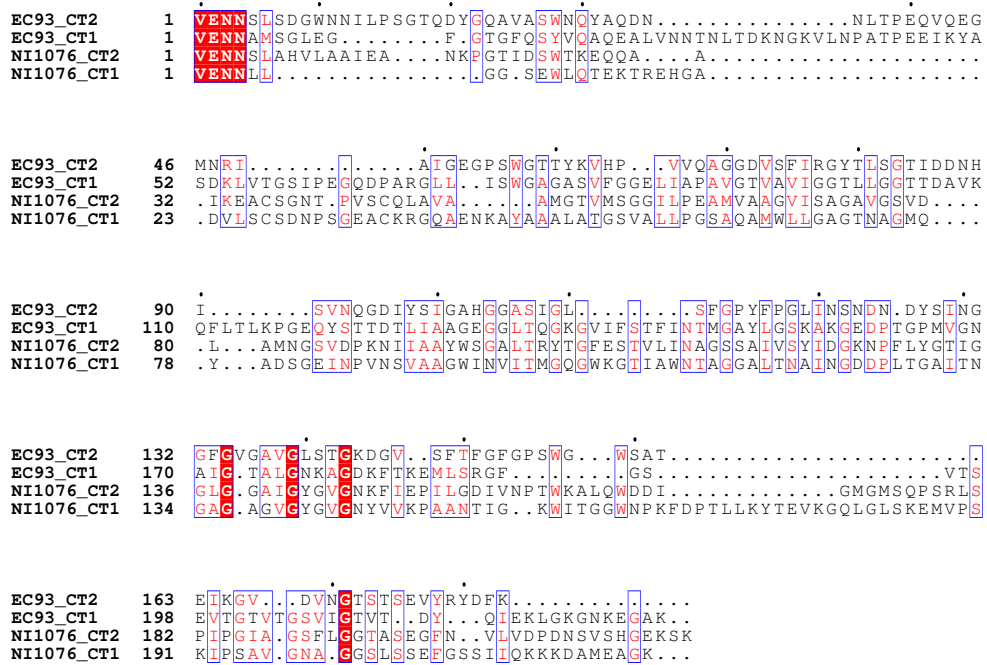 EC93_CT2 1 VENNSLSDGWNNILPSGTQDYGQAVASWNQYAQDN................NLTPEQVQEG
EC93_CT1 1 VENNAMSGLEG........F.GTGFQSYVQAQEALVNNTNLTDKNGKVLNPATPEEIKYA
NI1076_CT2 1 VENNSLAHVLAAIEA....NKPGTIDSWTKEQQA....A.....................
NI1076_CT1 1 VENNLL............GG.SEWLQTEKTREHGA.....................
EC93_CT2 46 MNRI.............AIGEGPSWGTTYKVHP...VVQAGGDVSFIRGYTLSGTIDDNH
EC93_CT1 52 SDKLVTGSIPEGQDPARGLL..ISWGAGASVFGGELIAPAVGTVAVIGGTLLGGTTDAVK
NI1076_CT2 32 .IKEACSGNT.PVSCQLAVA.....AMGTVMSGGILPEAMVAAGVISAGAVGSVD.....
NI1076_CT1 23 .DVLSCSDNPSGEACKRGQAENKAYAAALATGSVALLPGSAQAMWLLGAGTNAGMQ....
EC93_CT2 90 I........SVNQGDIYSIGAHGGASIGL........SFGPYFPGLINSNDN.DYSING
EC93_CT1 110 QFLTLKPGEQYSTTDTLIAAGEGGLTQGKGVIFSTFINTMGAYLGSKAKGEDPTGPMVGN
NI1076_CT2 80 .L...AMNGSVDPKNIIAAYWSGALTRYTGFESTVLINAGSSAIVSYIDGKNPFLYGTIG
NI1076_CT1 78 .Y...ADSGEINPVNSVAAGWINVITMGQGWKGTIAWNTAGGALTNAINGDDPLTGAITN
EC93_CT2 132 GFGVGAVGLSTGKDGV..SFTFGFGPSWG...WSAT........................
EC93_CT1 170 AIG.TALGNKAGDKFTKEMLSRGF.......GS......................VTS
NI1076_CT2 136 GLG.GAIGYGVGNKFIEPILGDIVNPTWKALQWDDI.............GMGMSQPSRLS
NI1076_CT1 134 GAG.AGVGYGVGNYVVKPAANTIG..KWITGGWNPKFDPTLLKYTEVKGQLGLSKEMVPS
EC93_CT2 163 EIKGV...DVNGTSTSEVYRYDFK..............
EC93_CT1 198 EVTGTVTGSVIGTVT..DY...QIEKLGKGNKEGAK..
NI1076_CT2 182 PIPGIA.GSFLGGTASEGFN..VLVDPDNSVSHGEKSK
NI1076_CT1 191 KIPSAV.GNA.GGSLSSEFGSSIIQKKKDAMEAGK...